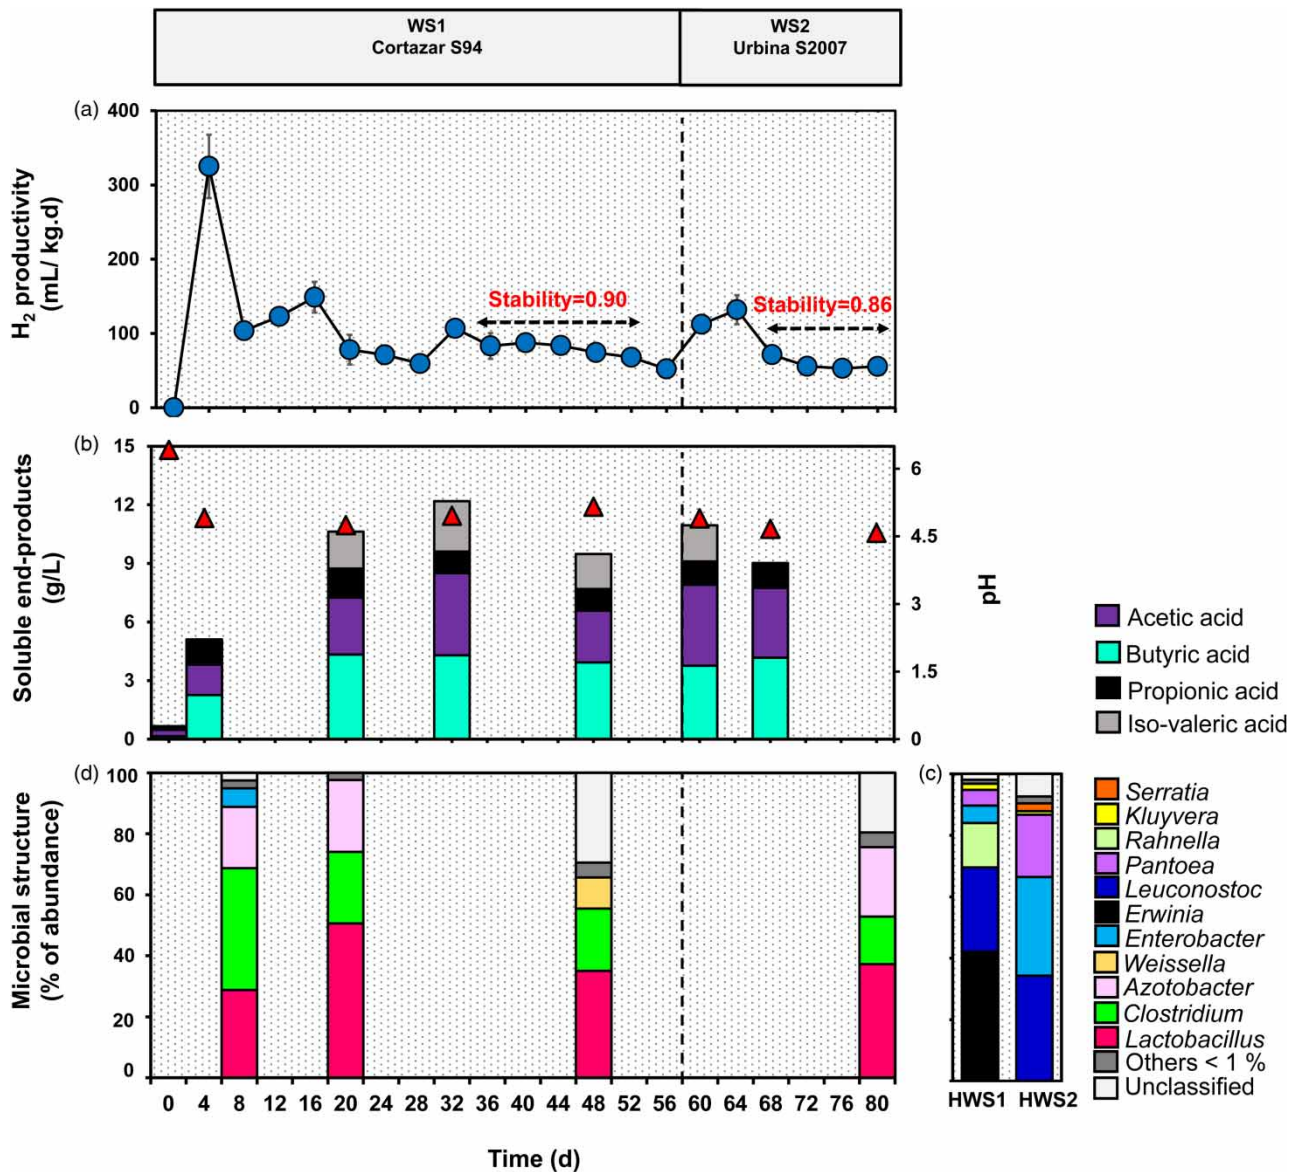 WS1
Cortazar S94
WS2
Urbina S2007
(a)
H2 productivity
(mL/ kg.d)
400
300
200
100
0
Stability=0.90
Stability=0.86
(b)
Soluble end-products
(g/L)
15
12
9
6
3
0
6
4.5
3
1.5
0
pH
Acetic acid
Butyric acid
Propionic acid
Iso-valeric acid
(d)
Microbial structure
(% of abundance)
100
80
60
40
20
0
0 4 8 12 16 20 24 28 32 36 40 44 48 52 56 60 64 68 72 76 80
Time (d)
(c)
HWS1 HWS2
Serratia
Kluyvera
Rahnella
Pantoea
Leuconostoc
Erwinia
Enterobacter
Weissella
Azotobacter
Clostridium
Lactobacillus
Others < 1 %
Unclassified